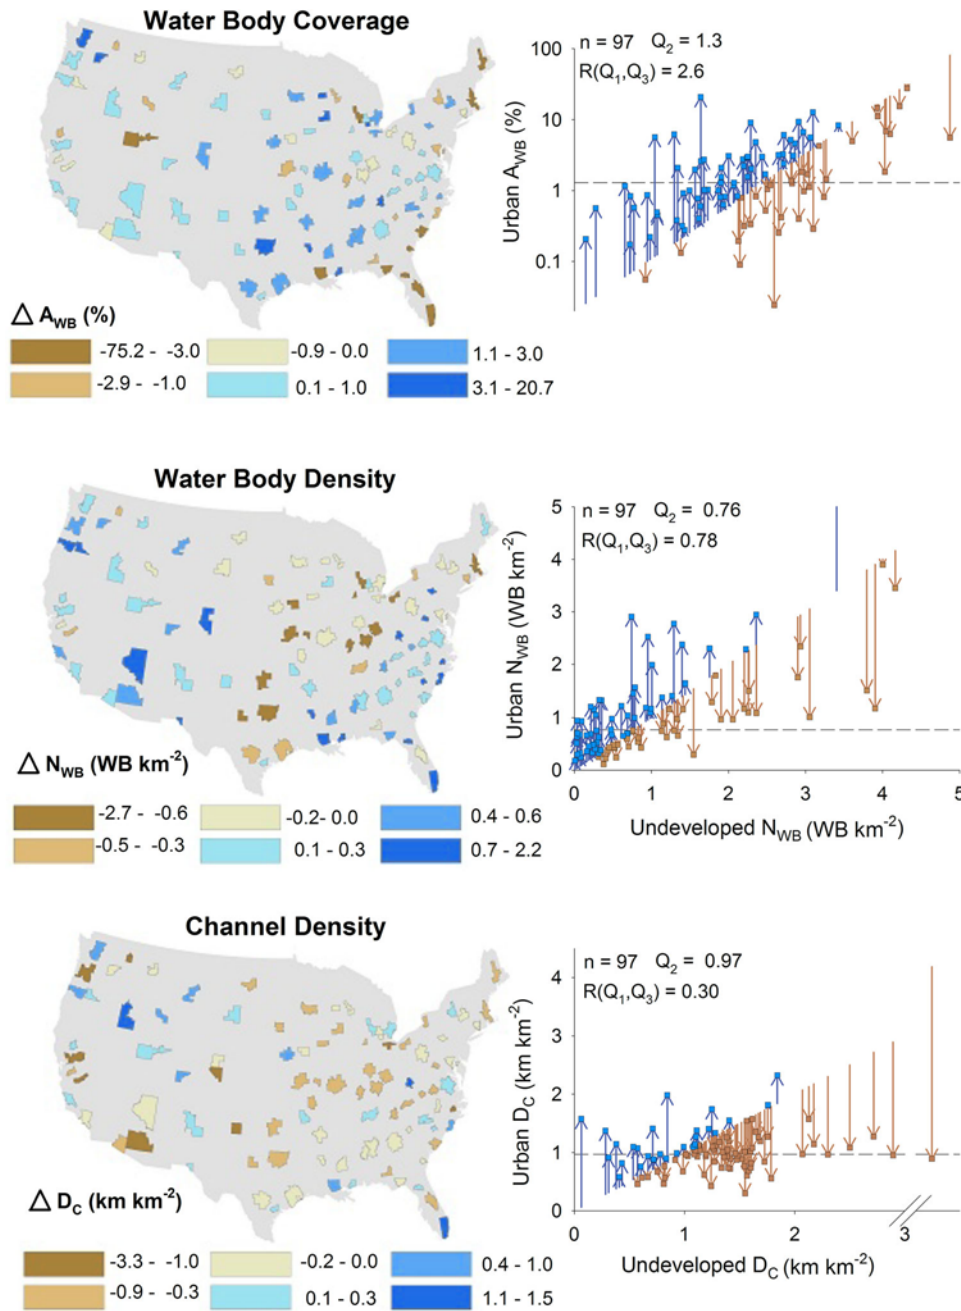 Water Body Coverage
n = 97 Q2 = 1.3
R(Q1,Q3) = 2.6
100
10
1
0.1
Urban AWB (%)
△ AWB (%)
-75.2 - -3.0
-0.9 - 0.0
1.1 - 3.0
-2.9 - -1.0
0.1 - 1.0
3.1 - 20.7
Water Body Density
n = 97 Q2 = 0.76
R(Q1,Q3) = 0.78
5
4
3
2
1
0
Urban NWB (WB km-2)
0 1 2 3 4 5
Undeveloped NWB (WB km-2)
△ NWB (WB km-2)
-2.7 - -0.6
-0.2- 0.0
0.4 - 0.6
-0.5 - -0.3
0.1 - 0.3
0.7 - 2.2
Channel Density
n = 97 Q2 = 0.97
R(Q1,Q3) = 0.30
4
3
2
1
0
Urban DC (km km-2)
0 1 2 3
Undeveloped DC (km km-2)
△ DC (km km-2)
-3.3 - -1.0
-0.2 - 0.0
0.4 - 1.0
-0.9 - -0.3
0.1 - 0.3
1.1 - 1.5